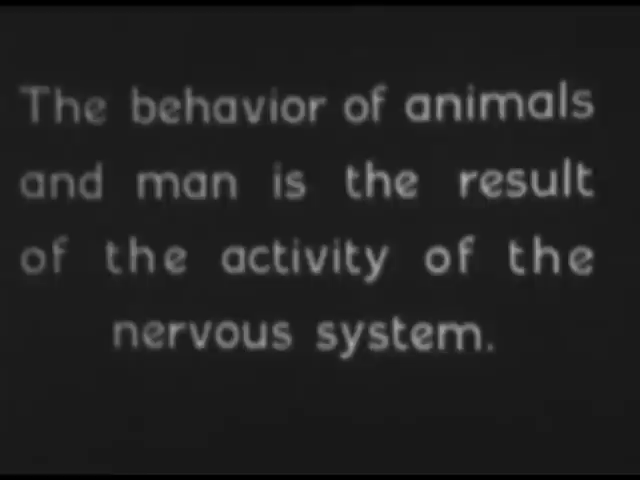 The behavior of animals
and man is the result
of the activity of the
nervous system.